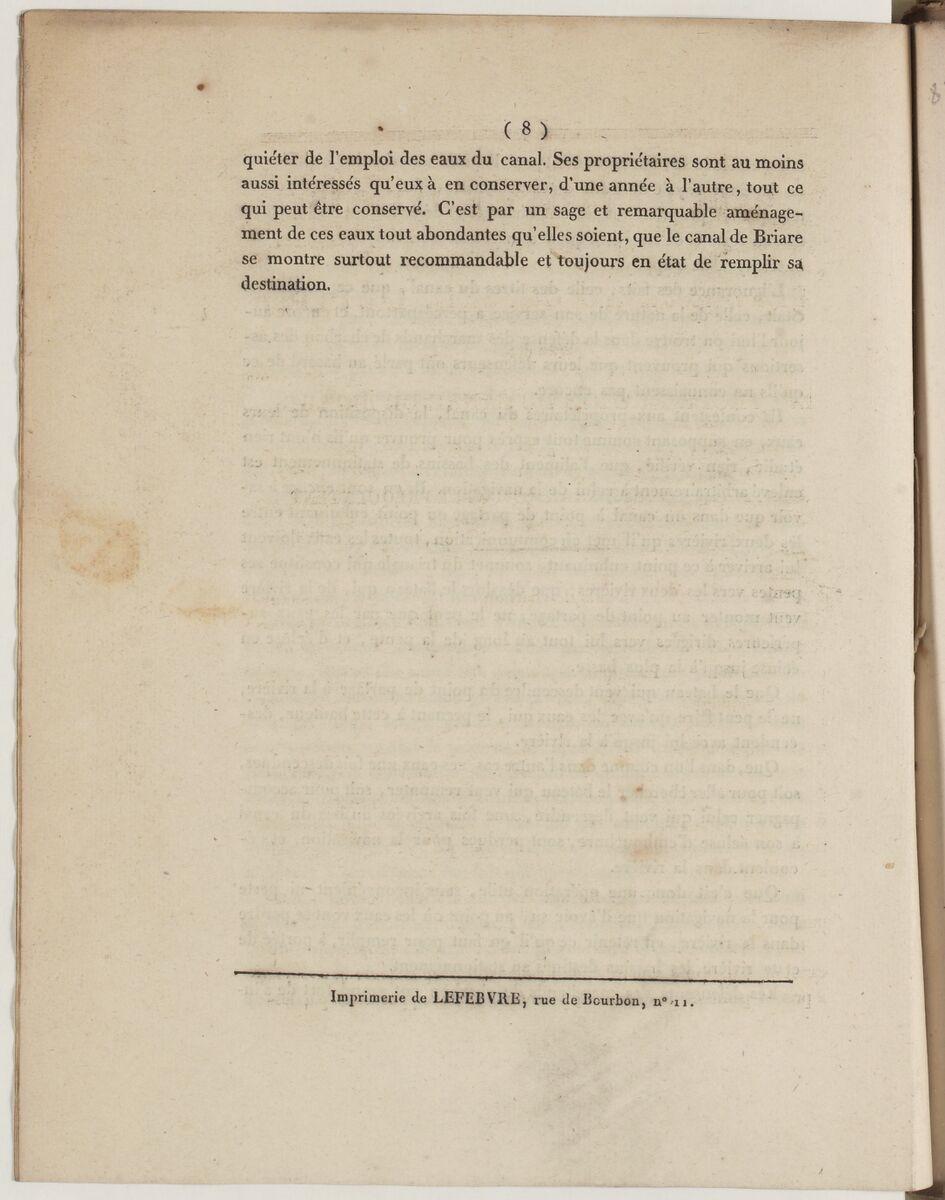 ( 8 )
quiéter de l'emploi des eaux du canal. Ses propriétaires sont au moins
aussi intéressés qu'eux à en conserver, d'une année à l'autre, tout ce
qui peut être conservé. C'est par un sage et remarquable aménage-
ment de ces eaux tout abondantes qu'elles soient, que le canal de Briare
se montre surtout recommandable et toujours en état de remplir sa
destination.
Imprimerie de LEFEBVRE, rue de Bourbon, nº 11.